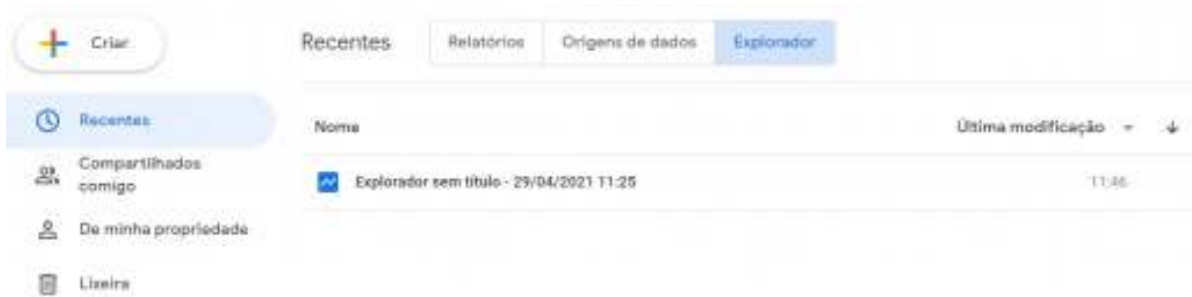 Criar
Recentes
Relatórios
Origens de dados
Explorador
Recentes
Compartilhados
comigo
De minha propriedade
Lixeira
Nome
Última modificação
Explorador sem título - 29/04/2021 11:25
11:46